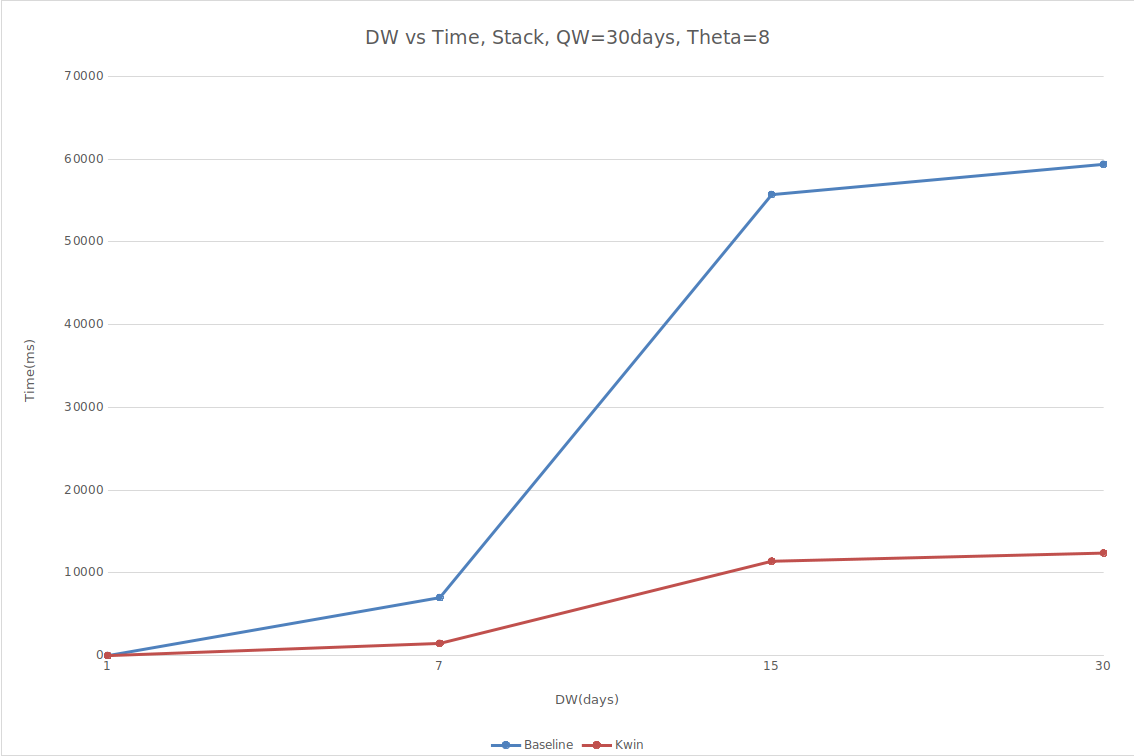 DW vs Time, Stack, QW=30days, Theta=8
70000
60000
50000
40000
30000
20000
10000
0
Time(ms)
1 7 15 30
DW(days)
Baseline Kwin